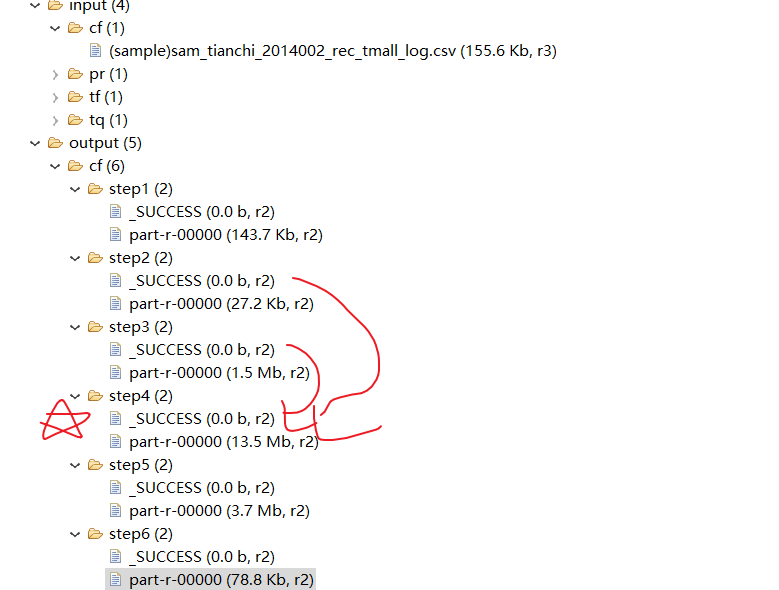 input (4)
cf (1)
(sample)sam_tianchi_2014002_rec_tmall_log.csv (155.6 Kb, r3)
pr (1)
tf (1)
tq (1)
output (5)
cf (6)
step1 (2)
_SUCCESS (0.0 b, r2)
part-r-00000 (143.7 Kb, r2)
step2 (2)
_SUCCESS (0.0 b, r2)
part-r-00000 (27.2 Kb, r2)
step3 (2)
_SUCCESS (0.0 b, r2)
part-r-00000 (1.5 Mb, r2)
step4 (2)
_SUCCESS (0.0 b, r2)
part-r-00000 (13.5 Mb, r2)
step5 (2)
_SUCCESS (0.0 b, r2)
part-r-00000 (3.7 Mb, r2)
step6 (2)
_SUCCESS (0.0 b, r2)
part-r-00000 (78.8 Kb, r2)